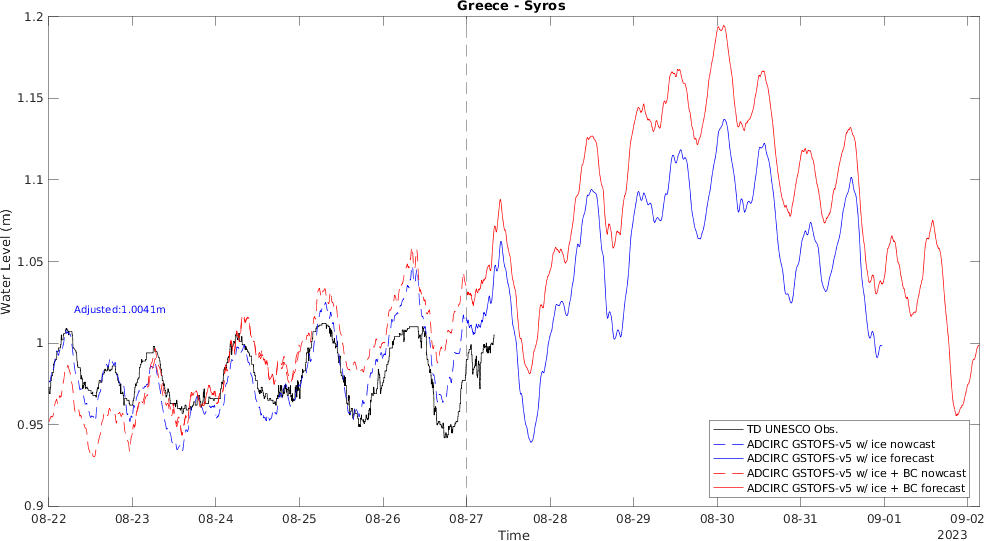 Greece - Syros
1.2
1.15
1.1
1.05
1
0.95
0.9
Water Level (m)
Adjusted:1.0041m
TD UNESCO Obs.
ADCIRC GSTOFS-v5 w/ ice nowcast
ADCIRC GSTOFS-v5 w/ ice forecast
ADCIRC GSTOFS-v5 w/ ice + BC nowcast
ADCIRC GSTOFS-v5 w/ ice + BC forecast
08-22 08-23 08-24 08-25 08-26 08-27 08-28 08-29 08-30 08-31 09-01 09-02
Time
2023